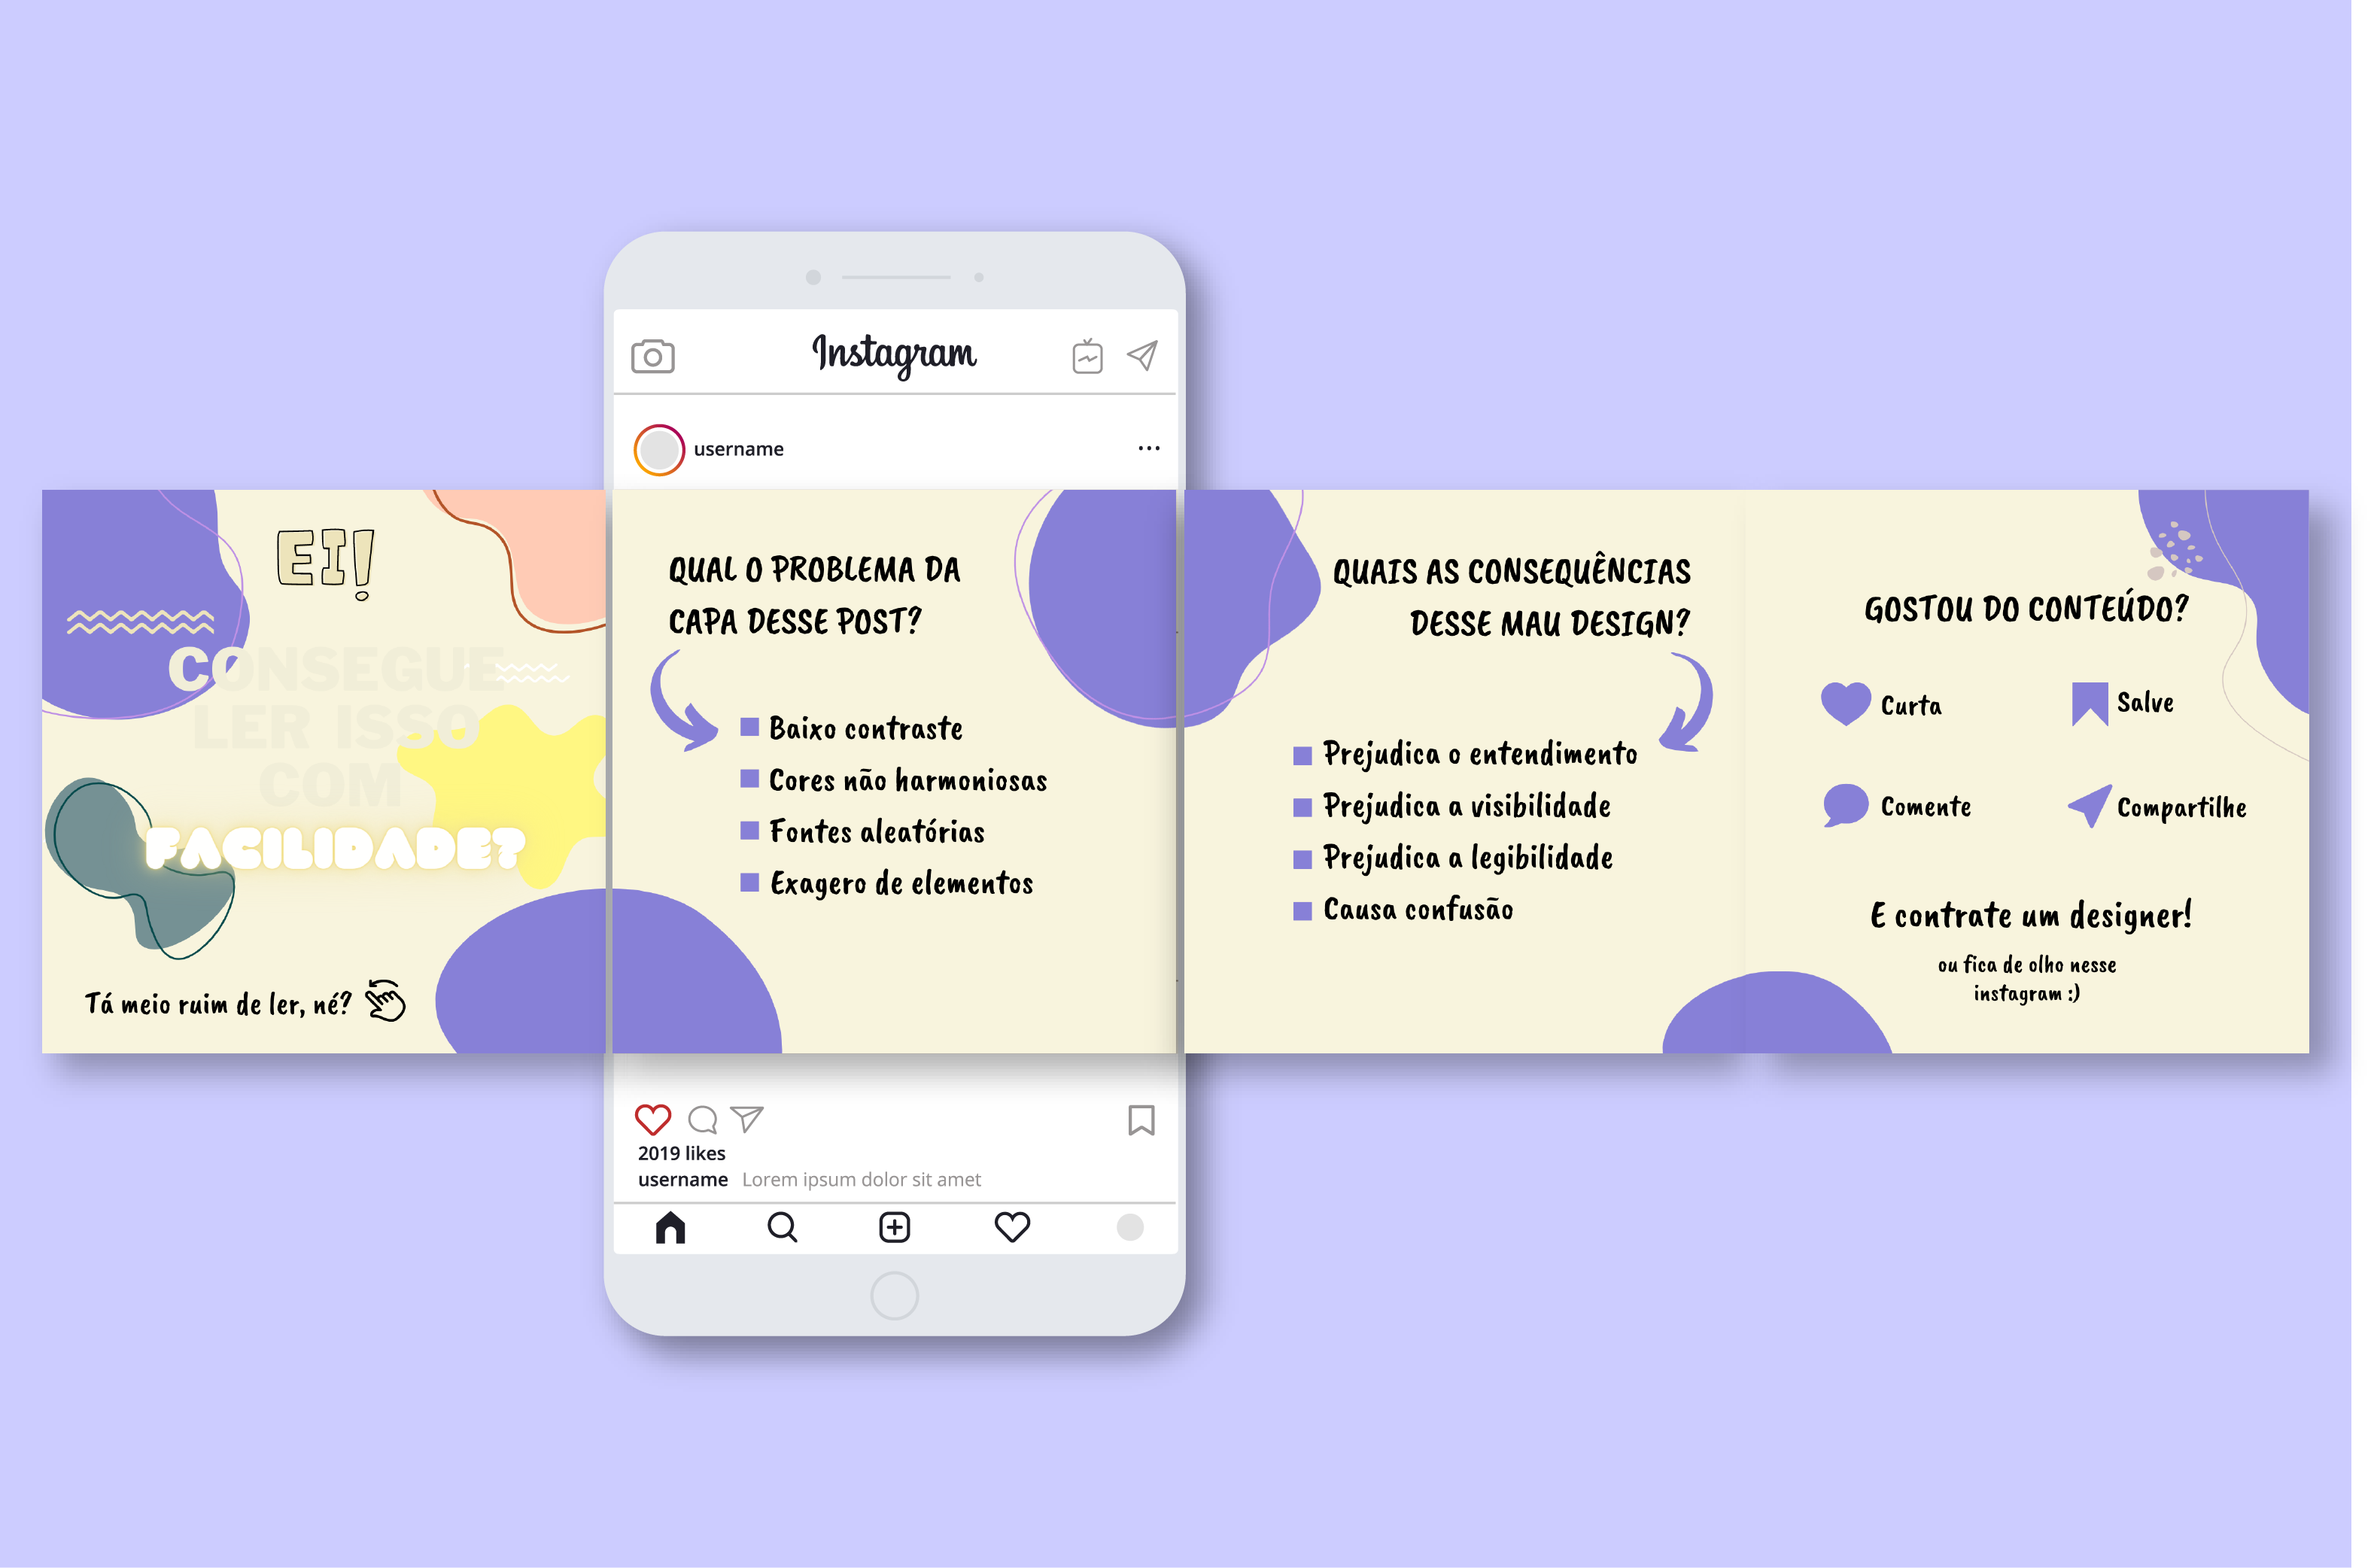 Instagram
username
EI!
CONSEGUE
LER ISSO
COM
FACILIDADE?
Tá meio ruim de ler, né?
QUAL O PROBLEMA DA
CAPA DESSE POST?
Baixo contraste
Cores não harmoniosas
Fontes aleatórias
Exagero de elementos
QUAIS AS CONSEQUÊNCIAS
DESSE MAU DESIGN?
Prejudica o entendimento
Prejudica a visibilidade
Prejudica a legibilidade
Causa confusão
GOSTOU DO CONTEÚDO?
Curta
Salve
Comente
Compartilhe
E contrate um designer!
ou fica de olho nesse
instagram :)
2019 likes
username Lorem ipsum dolor sit amet